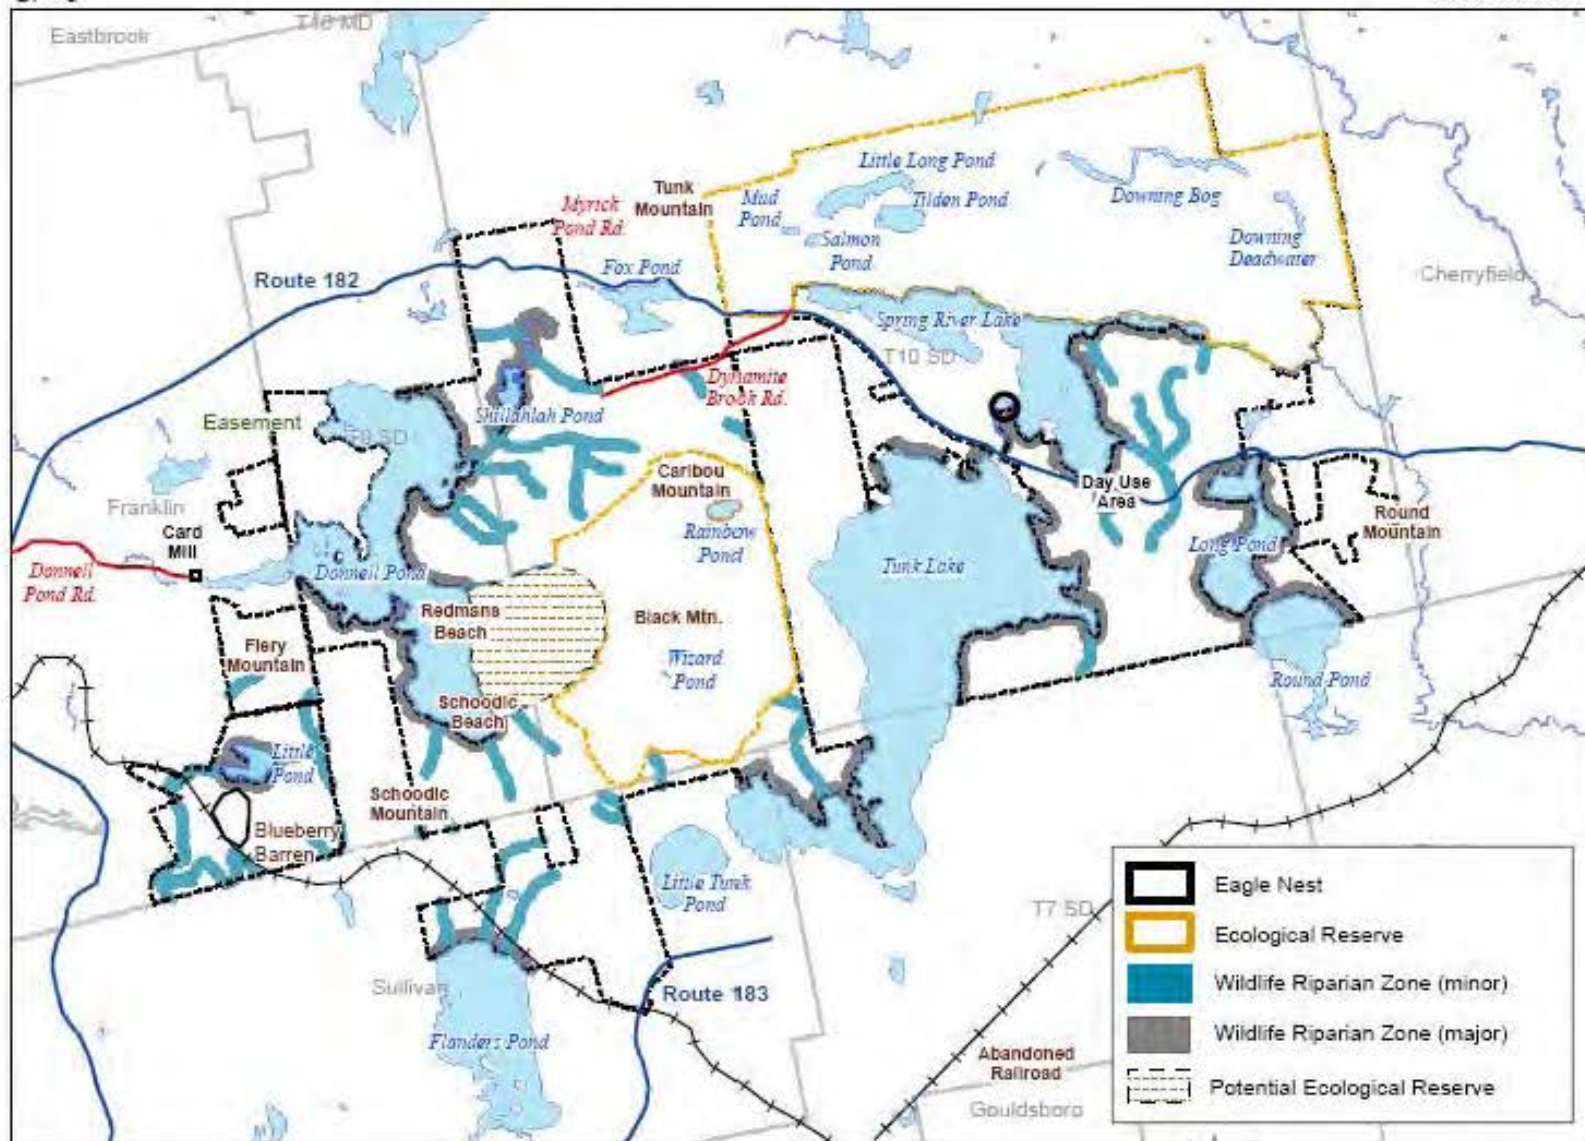 T16 MD
Eastbrook
Little Long Pond
Tunk
Mountain
Mud
Pond
Tilden Pond
Downing Bog
Myrick
Pond Rd.
Salmon
Pond
Downing
Deadwater
Route 182
Fox Pond
Cherryfield
Spring River Lake
T10 SD
Dynamite
Brook Rd.
Shillahlah Pond
Easement
T9 SD
Caribou
Mountain
Day Use
Area
Franklin
Card
Mill
Rainbow
Pond
Round
Mountain
Long Pond
Donnell
Pond Rd.
Donnell Pond
Tunk Lake
Redmans
Beach
Black Mtn.
Fiery
Mountain
Wizard
Pond
Round Pond
Schoodic
Beach
Little
Pond
Schoodic
Mountain
Blueberry
Barren
Little Tunk
Pond
T7 SD
Sullivan
Route 183
Flanders Pond
Abandoned
Railroad
Gouldsboro
Eagle Nest
Ecological Reserve
Wildlife Riparian Zone (minor)
Wildlife Riparian Zone (major)
Potential Ecological Reserve